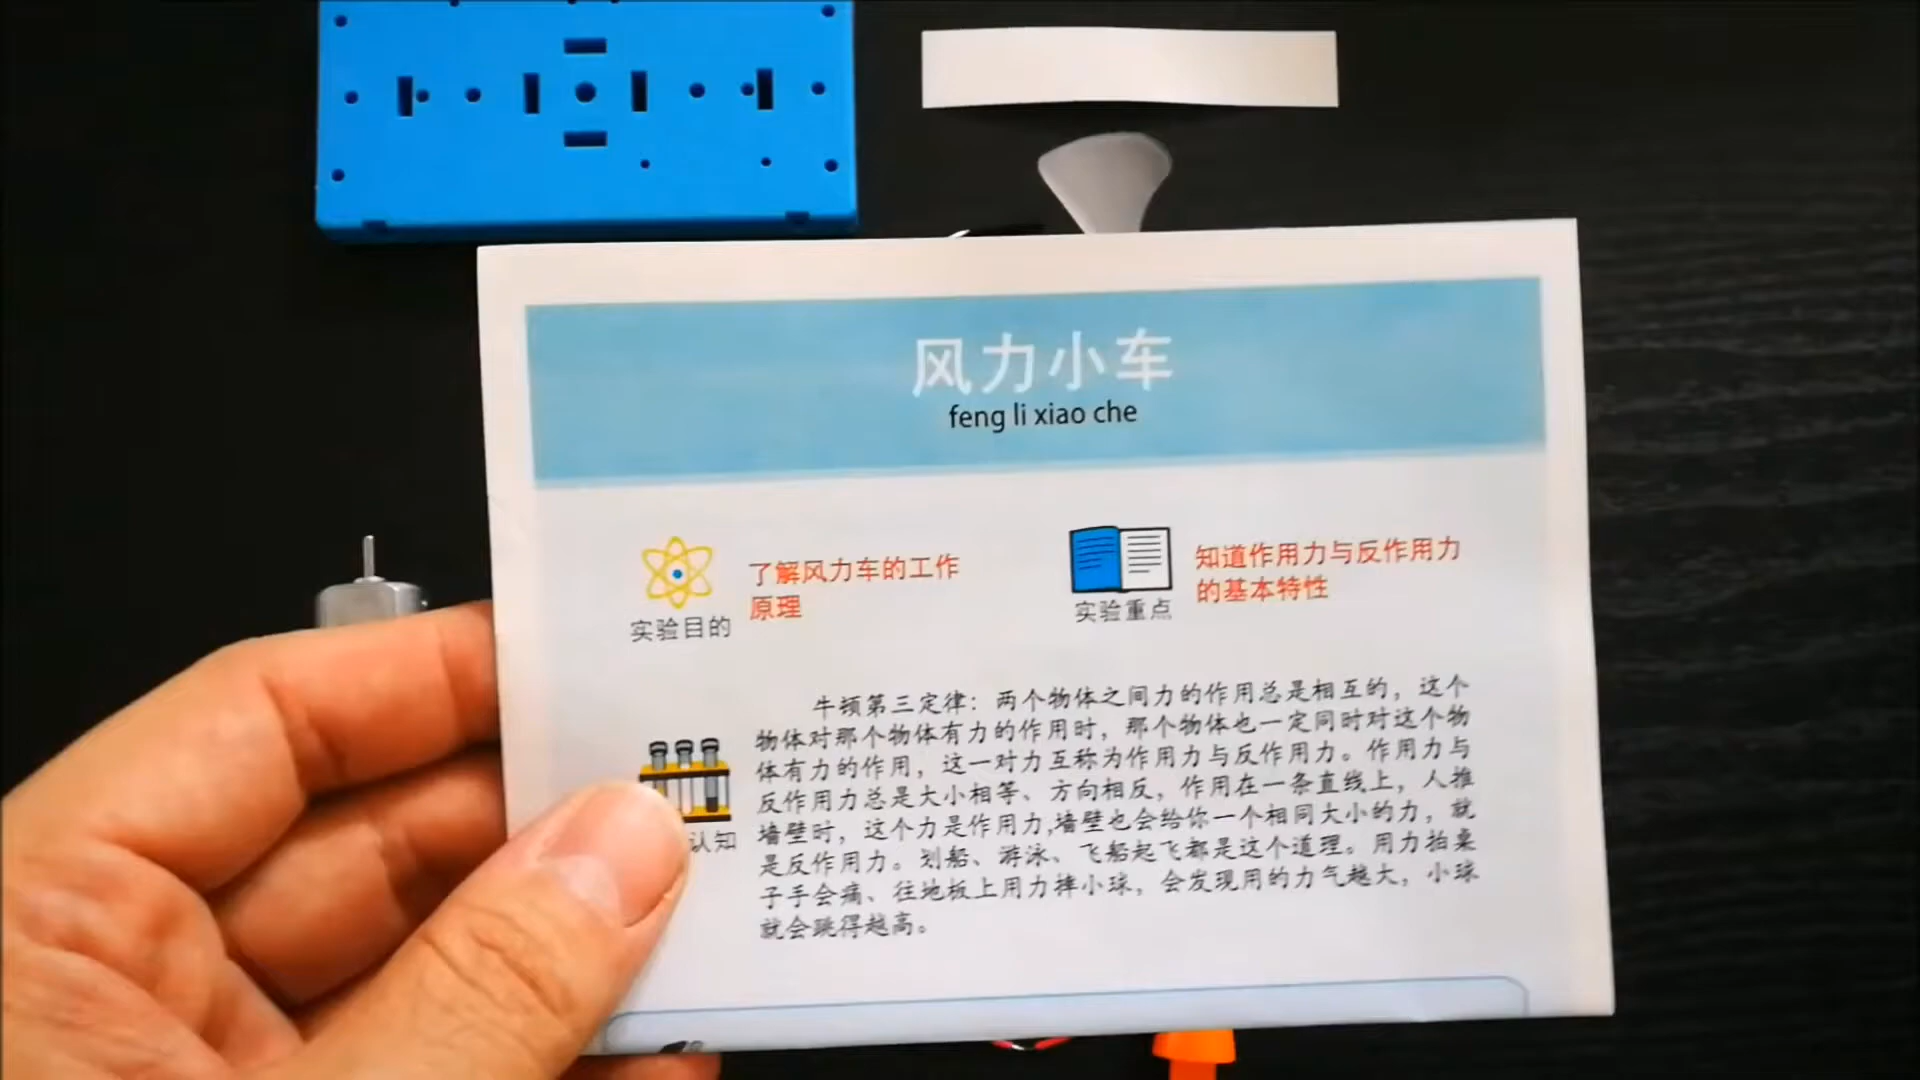 风力小车
feng li xiao che
了解风力车的工作
原理
实验目的
知道作用力与反作用力
的基本特性
实验重点
牛顿第三定律：两个物体之间力的作用总是相互的，这个
物体对那个物体有力的作用时，那个物体也一定同时对这个物
体有力的作用，这一对力互称为作用力与反作用力。作用力与
反作用力总是大小相等、方向相反，作用在一条直线上，人推
墙壁时，这个力是作用力,墙壁也会给你一个相同大小的力，就
是反作用力。划船、游泳、飞船起飞都是这个道理。用力拍桌
子手会痛、往地板上用力摔小球，会发现用的力气越大，小球
就会跳得越高。
认知